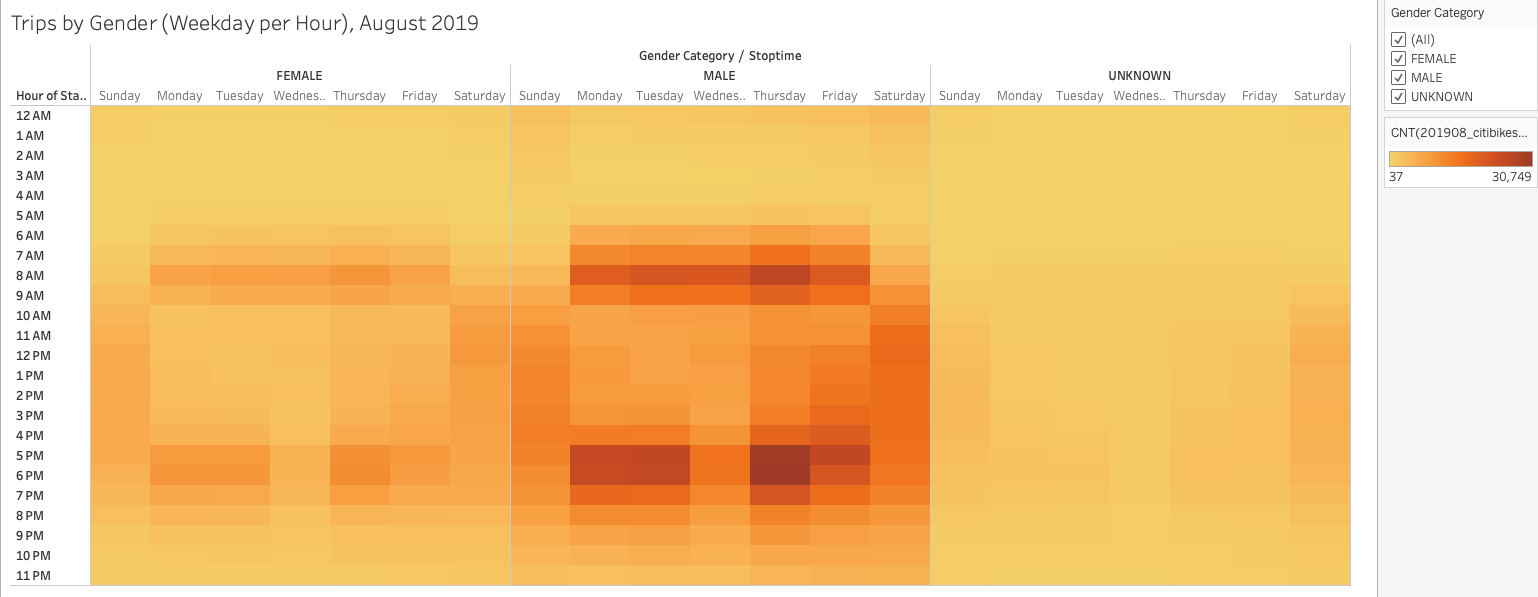 Trips by Gender (Weekday per Hour), August 2019
Gender Category / Stoptime
FEMALE MALE UNKNOWN
Hour of Sta.. Sunday Monday Tuesday Wednes.. Thursday Friday Saturday Sunday Monday Tuesday Wednes.. Thursday Friday Saturday Sunday Monday Tuesday Wednes.. Thursday Friday Saturday
12 AM
1 AM
2 AM
3 AM
4 AM
5 AM
6 AM
7 AM
8 AM
9 AM
10 AM
11 AM
12 PM
1 PM
2 PM
3 PM
4 PM
5 PM
6 PM
7 PM
8 PM
9 PM
10 PM
11 PM
Gender Category
(All)
FEMALE
MALE
UNKNOWN
CNT(201908_citibikes...
37 30,749